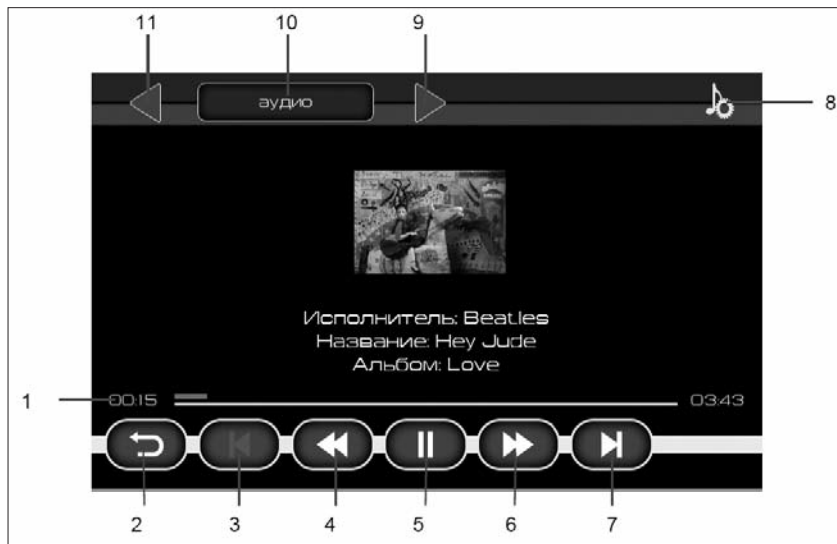 11 10 9
аудио
8
Исполнитель: Beatles
Название: Hey Jude
Альбом: Love
1 00:15 03:43
2 3 4 5 6 7